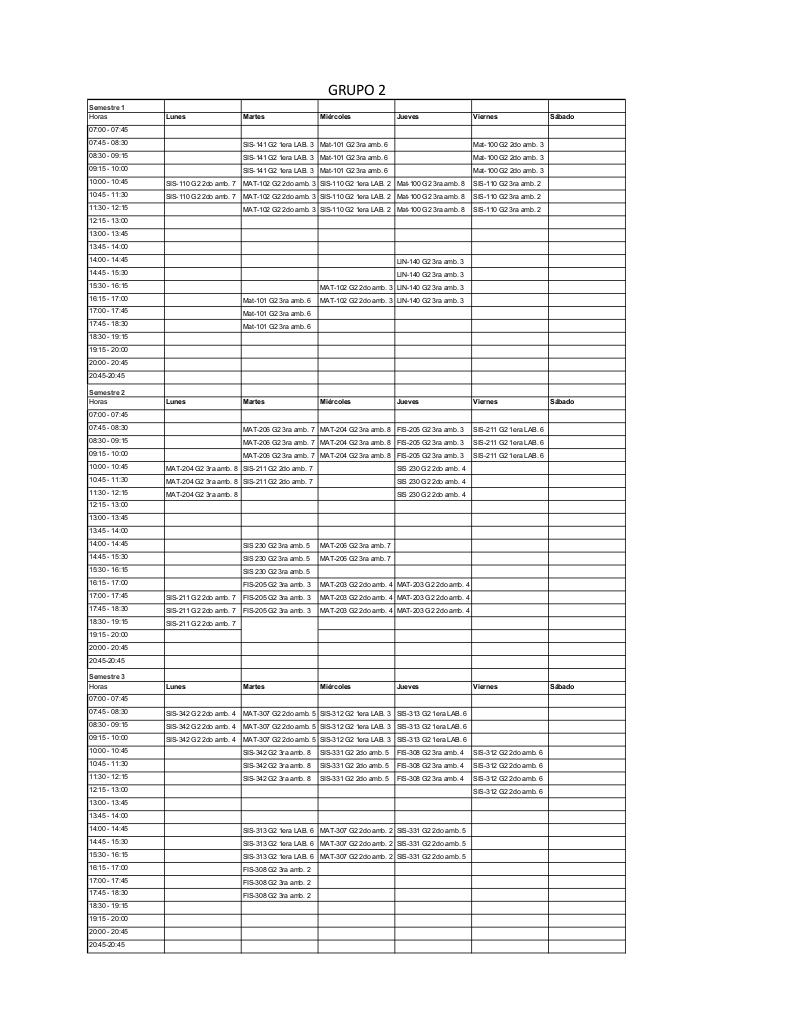 GRUPO 2
Semestre 1
Horas Lunes Martes Miércoles Jueves Viernes Sábado
07:00 - 07:45
07:45 - 08:30 SIS-141 G2 1era LAB. 3 Mat-101 G2 3ra amb. 6 Mat-100 G2 2do amb. 3
08:30 - 09:15 SIS-141 G2 1era LAB. 3 Mat-101 G2 3ra amb. 6 Mat-100 G2 2do amb. 3
09:15 - 10:00 SIS-141 G2 1era LAB. 3 Mat-101 G2 3ra amb. 6 Mat-100 G2 2do amb. 3
10:00 - 10:45 SIS-110 G2 2do amb. 7 MAT-102 G2 2do amb. 3 SIS-110 G2 1era LAB. 2 Mat-100 G2 3ra amb. 8 SIS-110 G2 3ra amb. 2
10:45 - 11:30 SIS-110 G2 2do amb. 7 MAT-102 G2 2do amb. 3 SIS-110 G2 1era LAB. 2 Mat-100 G2 3ra amb. 8 SIS-110 G2 3ra amb. 2
11:30 - 12:15 MAT-102 G2 2do amb. 3 SIS-110 G2 1era LAB. 2 Mat-100 G2 3ra amb. 8 SIS-110 G2 3ra amb. 2
12:15 - 13:00
13:00 - 13:45
13:45 - 14:00
14:00 - 14:45 LIN-140 G2 3ra amb. 3
14:45 - 15:30 LIN-140 G2 3ra amb. 3
15:30 - 16:15 MAT-102 G2 2do amb. 3 LIN-140 G2 3ra amb. 3
16:15 - 17:00 Mat-101 G2 3ra amb. 6 MAT-102 G2 2do amb. 3 LIN-140 G2 3ra amb. 3
17:00 - 17:45 Mat-101 G2 3ra amb. 6
17:45 - 18:30 Mat-101 G2 3ra amb. 6
18:30 - 19:15
19:15 - 20:00
20:00 - 20:45
20:45-20:45
Semestre 2
Horas Lunes Martes Miércoles Jueves Viernes Sábado
07:00 - 07:45
07:45 - 08:30 MAT-206 G2 3ra amb. 7 MAT-204 G2 3ra amb. 8 FIS-205 G2 3ra amb. 3 SIS-211 G2 1era LAB. 6
08:30 - 09:15 MAT-206 G2 3ra amb. 7 MAT-204 G2 3ra amb. 8 FIS-205 G2 3ra amb. 3 SIS-211 G2 1era LAB. 6
09:15 - 10:00 MAT-206 G2 3ra amb. 7 MAT-204 G2 3ra amb. 8 FIS-205 G2 3ra amb. 3 SIS-211 G2 1era LAB. 6
10:00 - 10:45 MAT-204 G2 3ra amb. 8 SIS-211 G2 2do amb. 7 SIS 230 G2 2do amb. 4
10:45 - 11:30 MAT-204 G2 3ra amb. 8 SIS-211 G2 2do amb. 7 SIS 230 G2 2do amb. 4
11:30 - 12:15 MAT-204 G2 3ra amb. 8 SIS 230 G2 2do amb. 4
12:15 - 13:00
13:00 - 13:45
13:45 - 14:00
14:00 - 14:45 SIS 230 G2 3ra amb. 5 MAT-206 G2 3ra amb. 7
14:45 - 15:30 SIS 230 G2 3ra amb. 5 MAT-206 G2 3ra amb. 7
15:30 - 16:15 SIS 230 G2 3ra amb. 5
16:15 - 17:00 FIS-205 G2 3ra amb. 3 MAT-203 G2 2do amb. 4 MAT-203 G2 2do amb. 4
17:00 - 17:45 SIS-211 G2 2do amb. 7 FIS-205 G2 3ra amb. 3 MAT-203 G2 2do amb. 4 MAT-203 G2 2do amb. 4
17:45 - 18:30 SIS-211 G2 2do amb. 7 FIS-205 G2 3ra amb. 3 MAT-203 G2 2do amb. 4 MAT-203 G2 2do amb. 4
18:30 - 19:15 SIS-211 G2 2do amb. 7
19:15 - 20:00
20:00 - 20:45
20:45-20:45
Semestre 3
Horas Lunes Martes Miércoles Jueves Viernes Sábado
07:00 - 07:45
07:45 - 08:30 SIS-342 G2 2do amb. 4 MAT-307 G2 2do amb. 5 SIS-312 G2 1era LAB. 3 SIS-313 G2 1era LAB. 6
08:30 - 09:15 SIS-342 G2 2do amb. 4 MAT-307 G2 2do amb. 5 SIS-312 G2 1era LAB. 3 SIS-313 G2 1era LAB. 6
09:15 - 10:00 SIS-342 G2 2do amb. 4 MAT-307 G2 2do amb. 5 SIS-312 G2 1era LAB. 3 SIS-313 G2 1era LAB. 6
10:00 - 10:45 SIS-342 G2 3ra amb. 8 SIS-331 G2 2do amb. 5 FIS-308 G2 3ra amb. 4 SIS-312 G2 2do amb. 6
10:45 - 11:30 SIS-342 G2 3ra amb. 8 SIS-331 G2 2do amb. 5 FIS-308 G2 3ra amb. 4 SIS-312 G2 2do amb. 6
11:30 - 12:15 SIS-342 G2 3ra amb. 8 SIS-331 G2 2do amb. 5 FIS-308 G2 3ra amb. 4 SIS-312 G2 2do amb. 6
12:15 - 13:00 SIS-312 G2 2do amb. 6
13:00 - 13:45
13:45 - 14:00
14:00 - 14:45 SIS-313 G2 1era LAB. 6 MAT-307 G2 2do amb. 2 SIS-331 G2 2do amb. 5
14:45 - 15:30 SIS-313 G2 1era LAB. 6 MAT-307 G2 2do amb. 2 SIS-331 G2 2do amb. 5
15:30 - 16:15 SIS-313 G2 1era LAB. 6 MAT-307 G2 2do amb. 2 SIS-331 G2 2do amb. 5
16:15 - 17:00 FIS-308 G2 3ra amb. 2
17:00 - 17:45 FIS-308 G2 3ra amb. 2
17:45 - 18:30 FIS-308 G2 3ra amb. 2
18:30 - 19:15
19:15 - 20:00
20:00 - 20:45
20:45-20:45